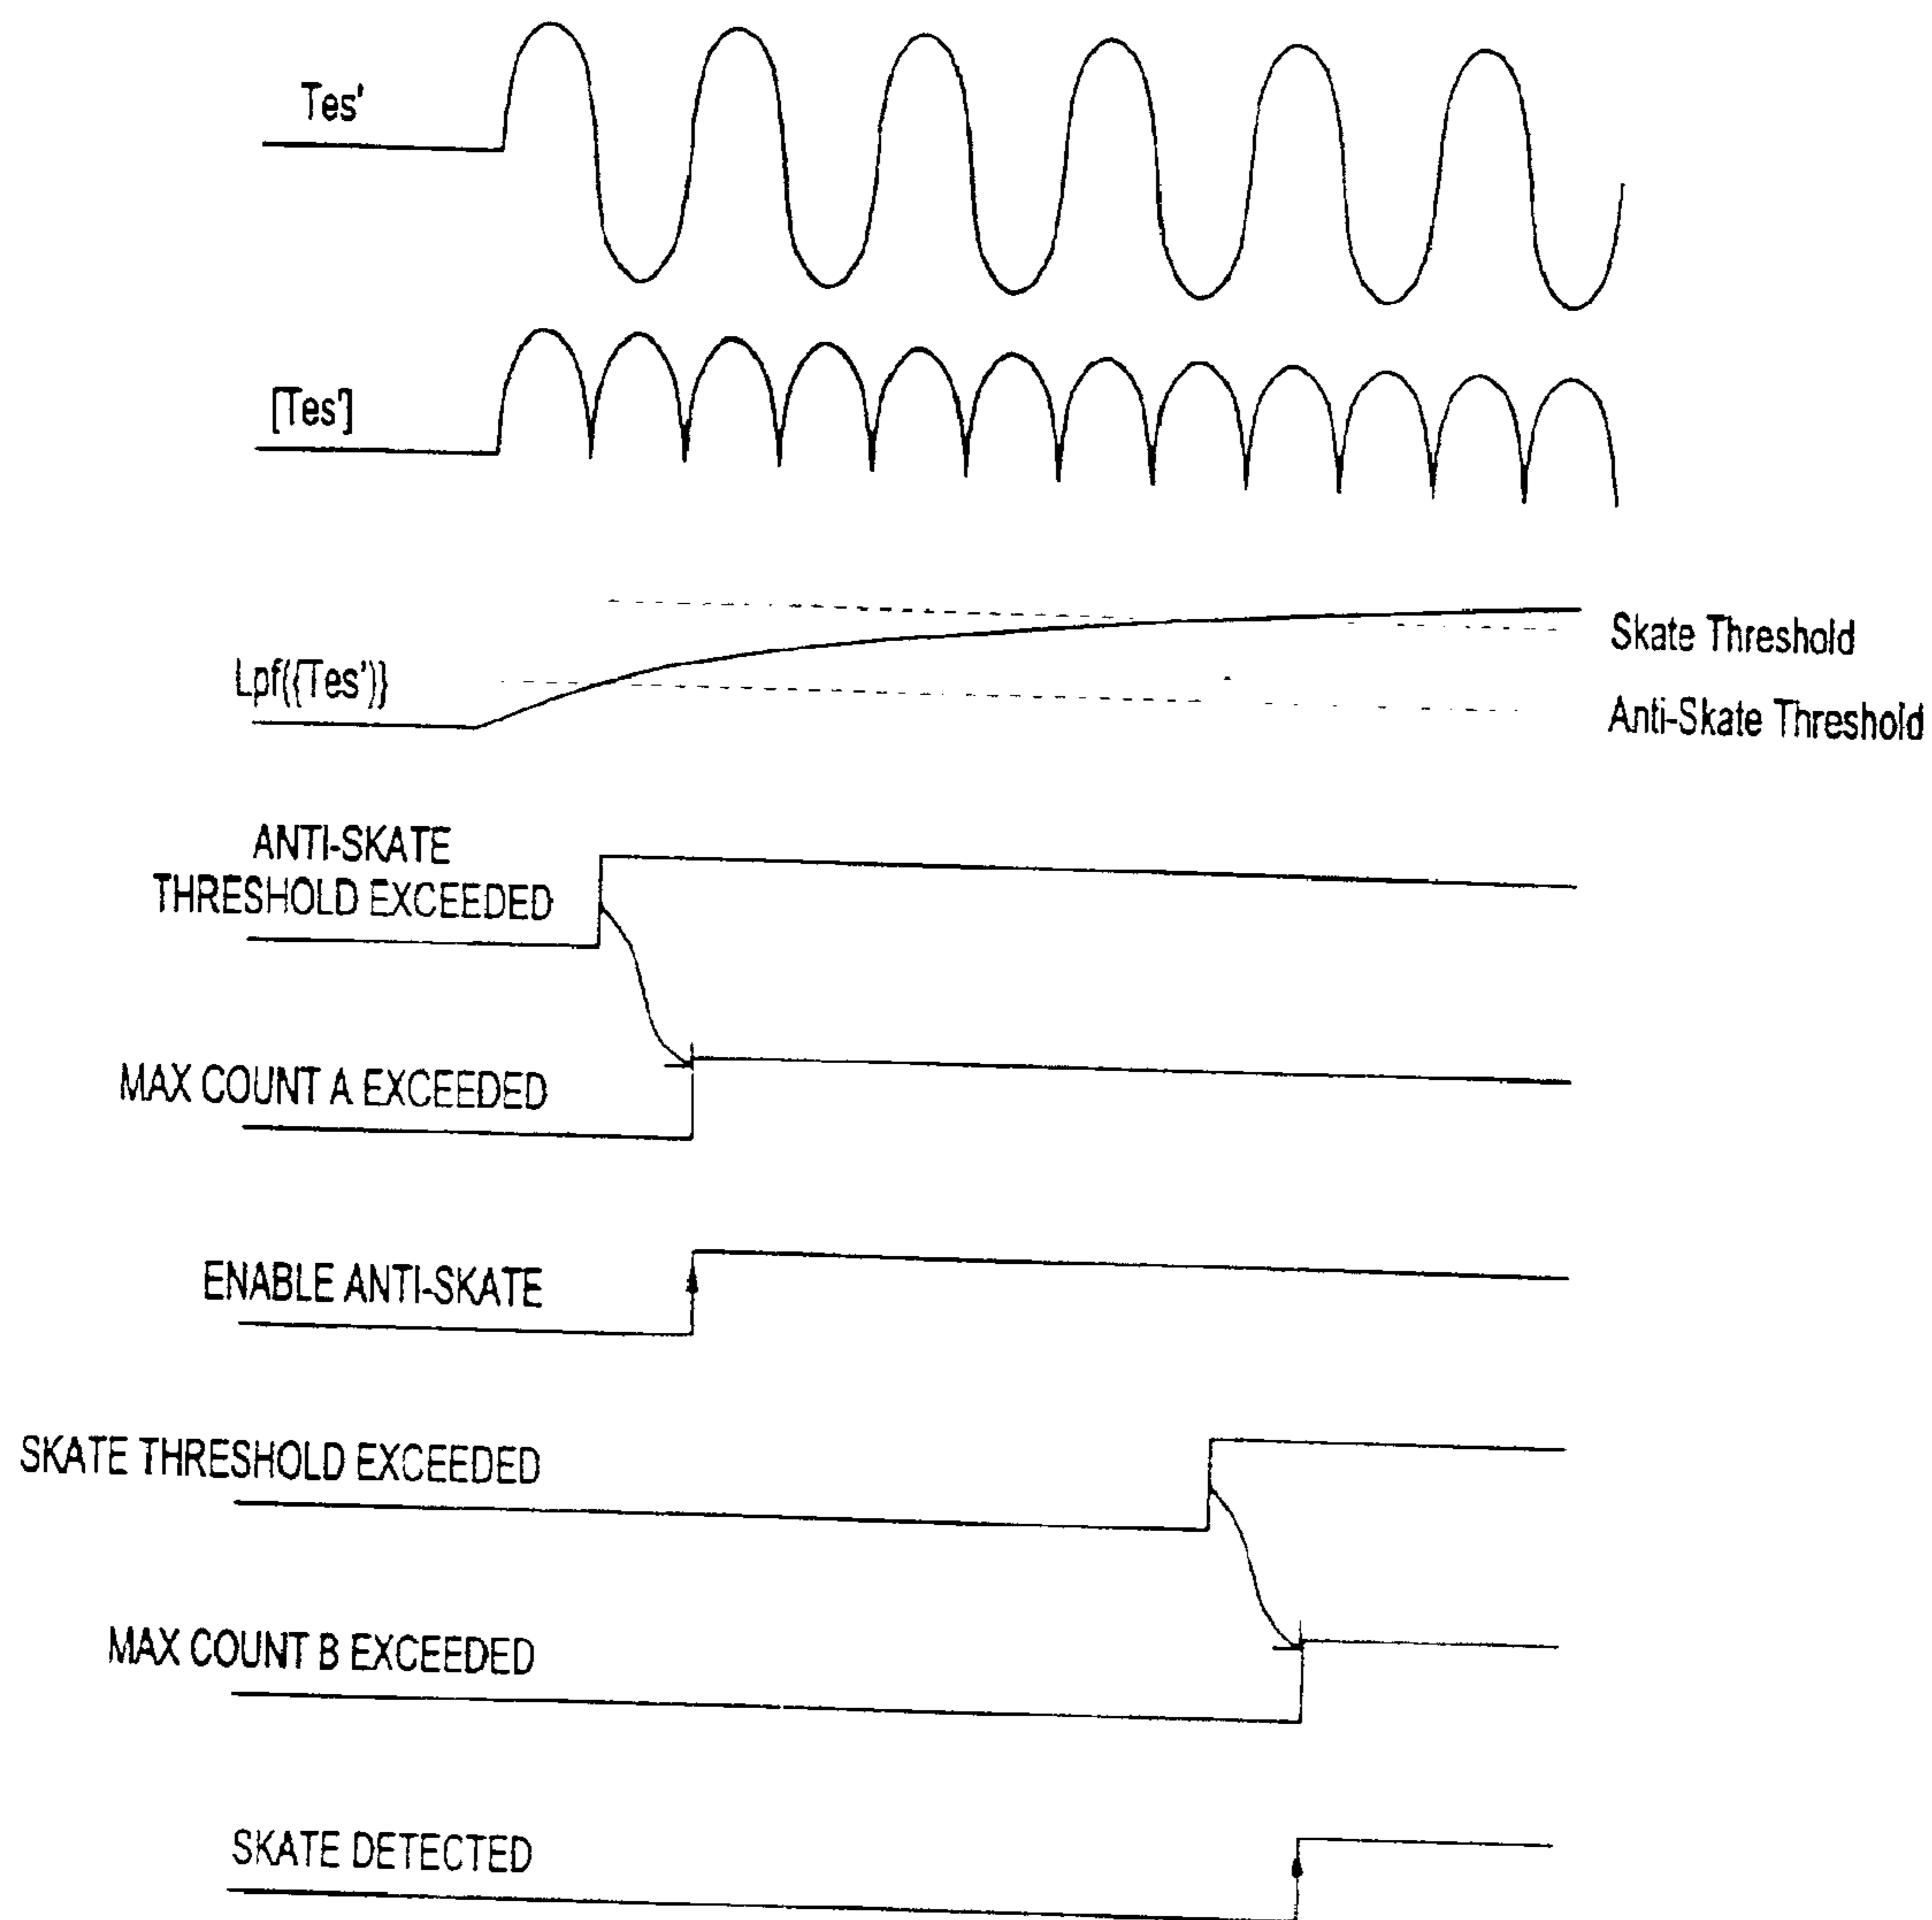 Tes'
[Tes']
Lpf({Tes')}
Skate Threshold
Anti-Skate Threshold
ANTI-SKATE
THRESHOLD EXCEEDED
MAX COUNT A EXCEEDED
ENABLE ANTI-SKATE
SKATE THRESHOLD EXCEEDED
MAX COUNT B EXCEEDED
SKATE DETECTED